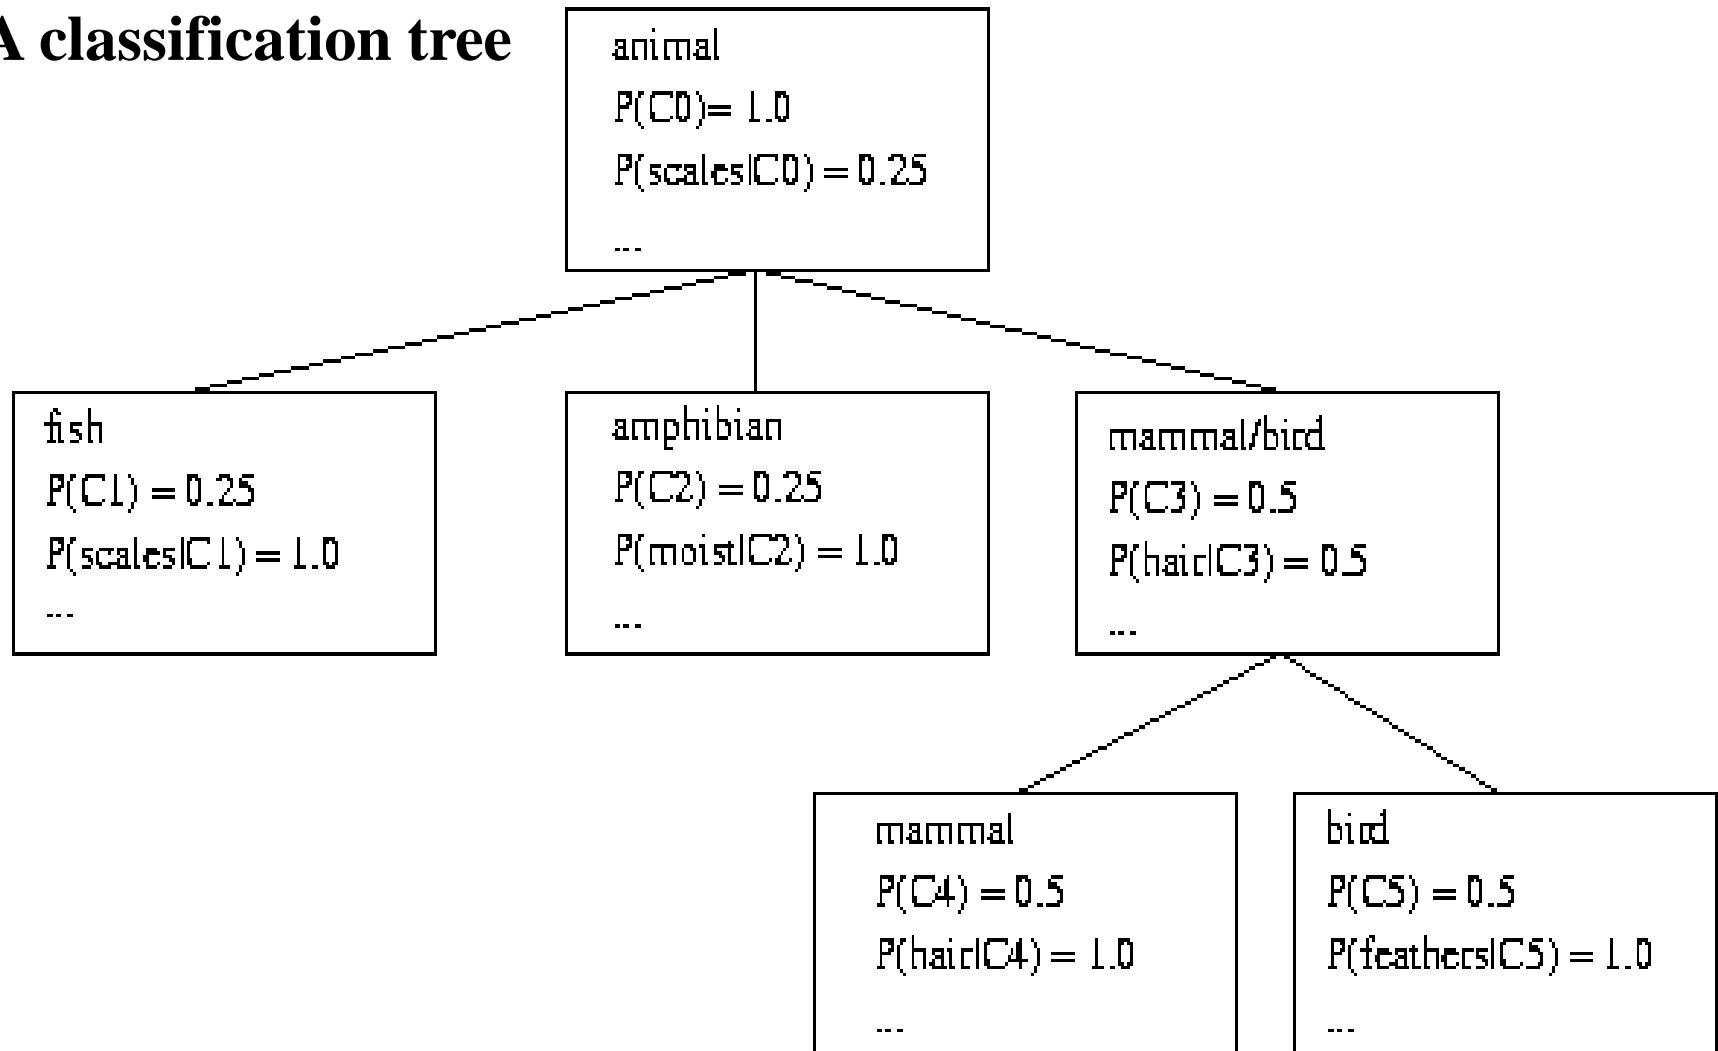 A classification tree
animal
P(C0)= 1.0
P(scales|C0) = 0.25
...
fish
P(C1) = 0.25
P(scales|C1) = 1.0
...
amphibian
P(C2) = 0.25
P(moist|C2) = 1.0
...
mammal/bird
P(C3) = 0.5
P(hair|C3) = 0.5
...
mammal
P(C4) = 0.5
P(hair|C4) = 1.0
...
bird
P(C5) = 0.5
P(feathers|C5) = 1.0
...